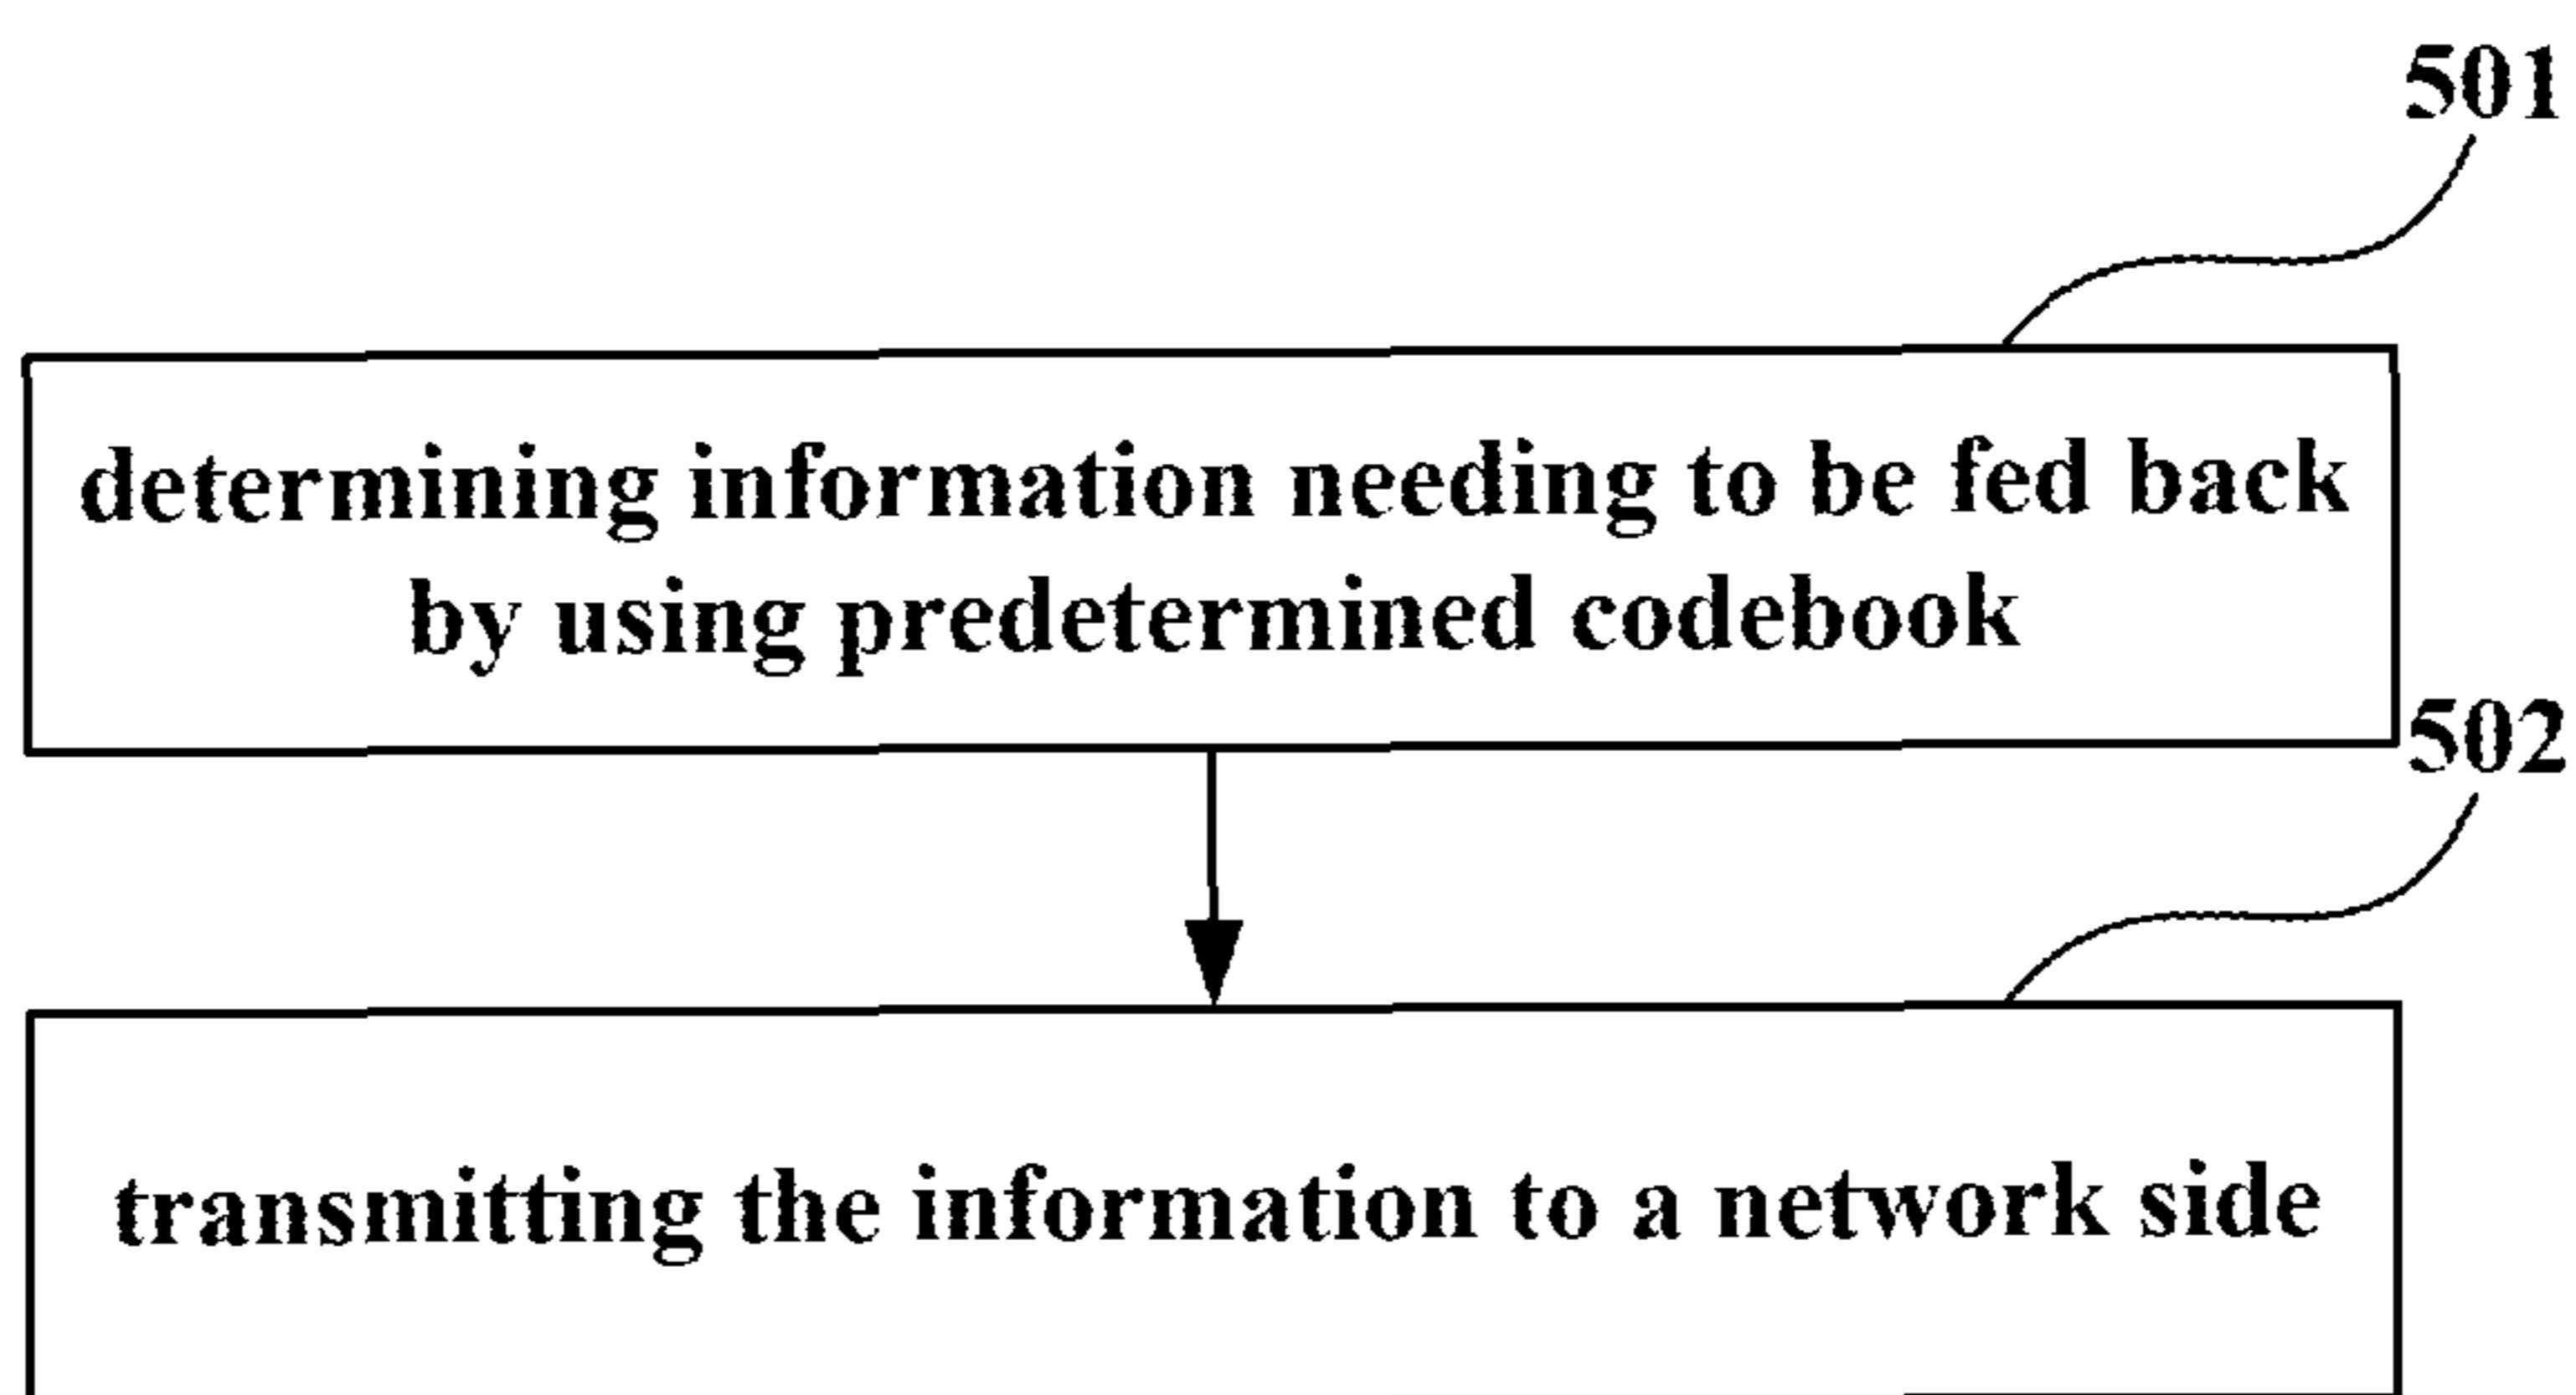 501
determining information needing to be fed back
by using predetermined codebook
502
transmitting the information to a network side